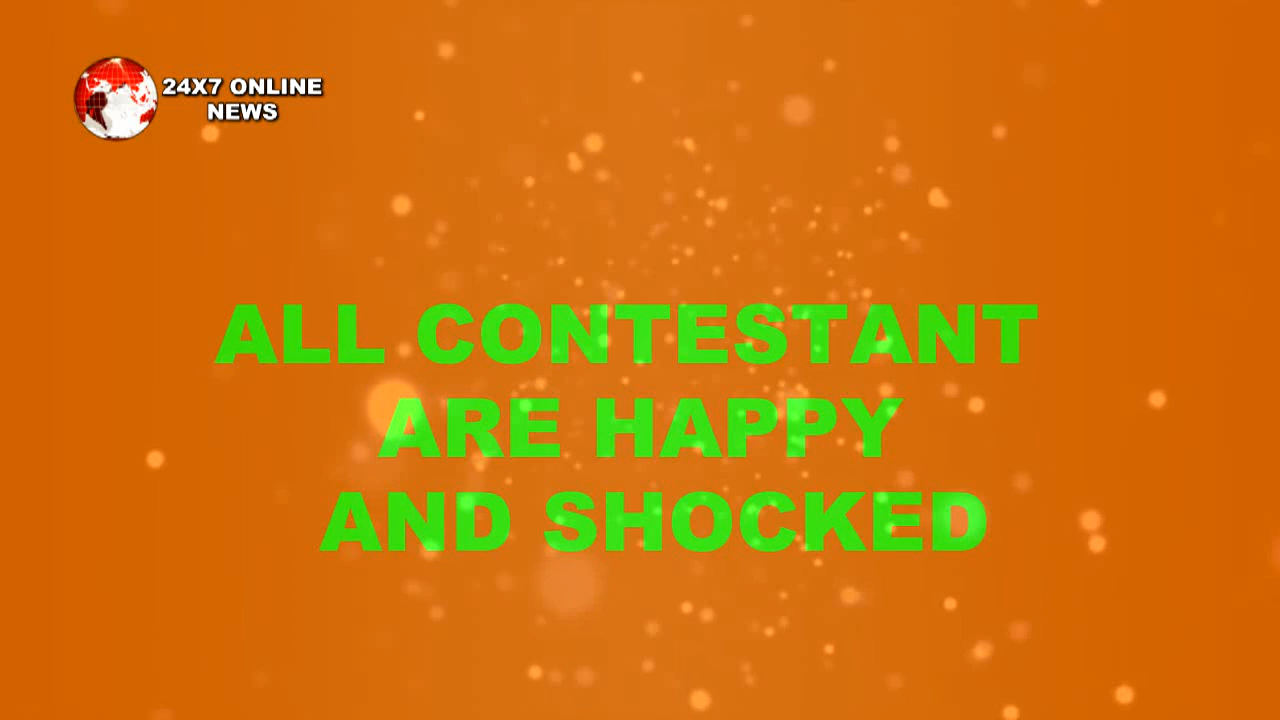 24X7 ONLINE
NEWS
ALL CONTESTANT
ARE HAPPY
AND SHOCKED